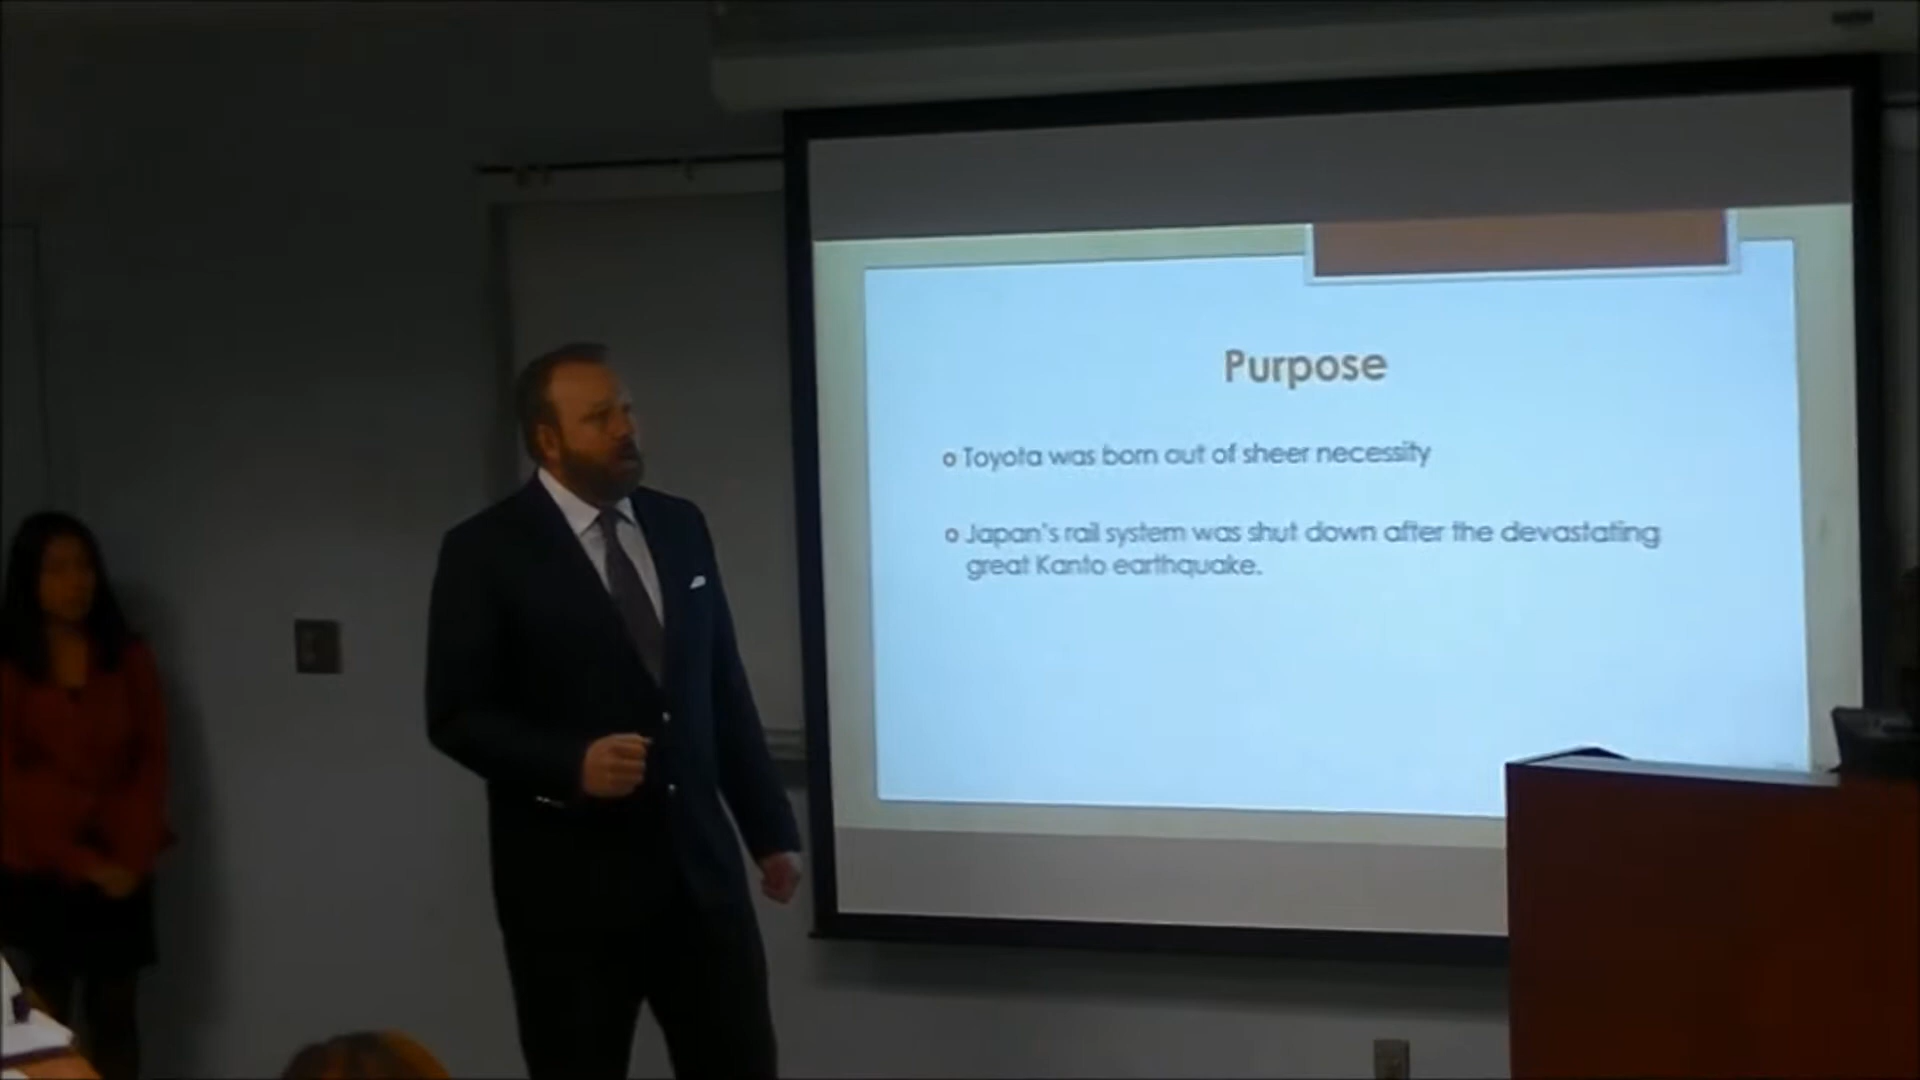 Purpose
o Toyota was born out of sheer necessity
o Japan's rail system was shut down after the devastating
great Kanto earthquake.